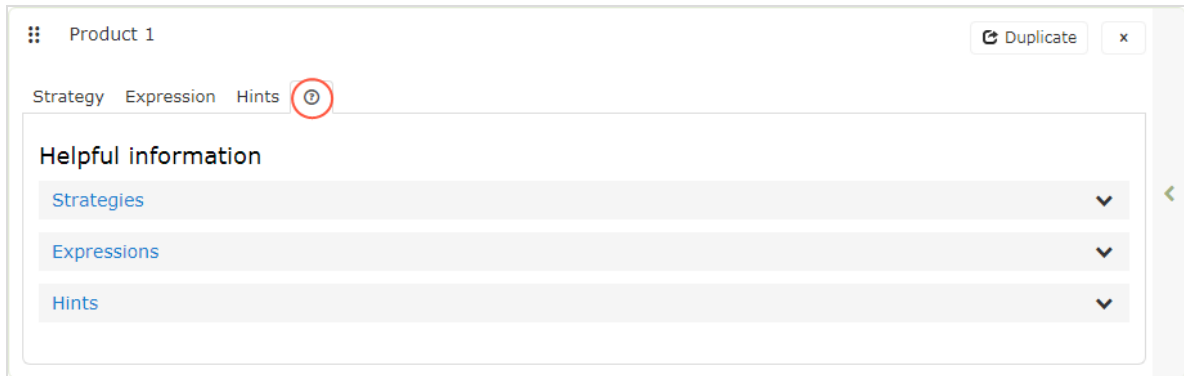 Product 1
Duplicate
x
Strategy Expression Hints ?
Helpful information
Strategies
Expressions
Hints